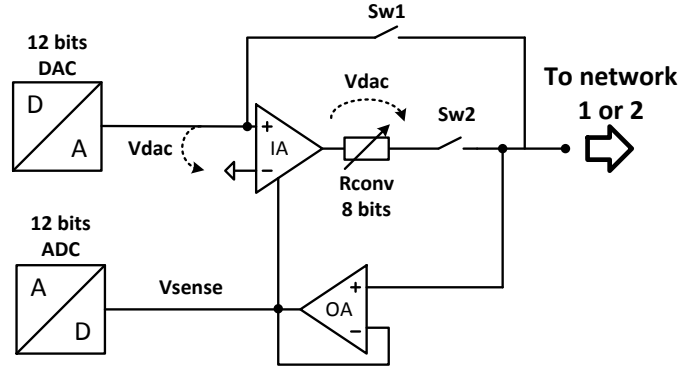 Sw1
12 bits
DAC
D
A
Vdac
+
IA
−
Vdac
Sw2
Rconv
8 bits
To network
1 or 2
12 bits
ADC
A
D
Vsense
+
OA
−